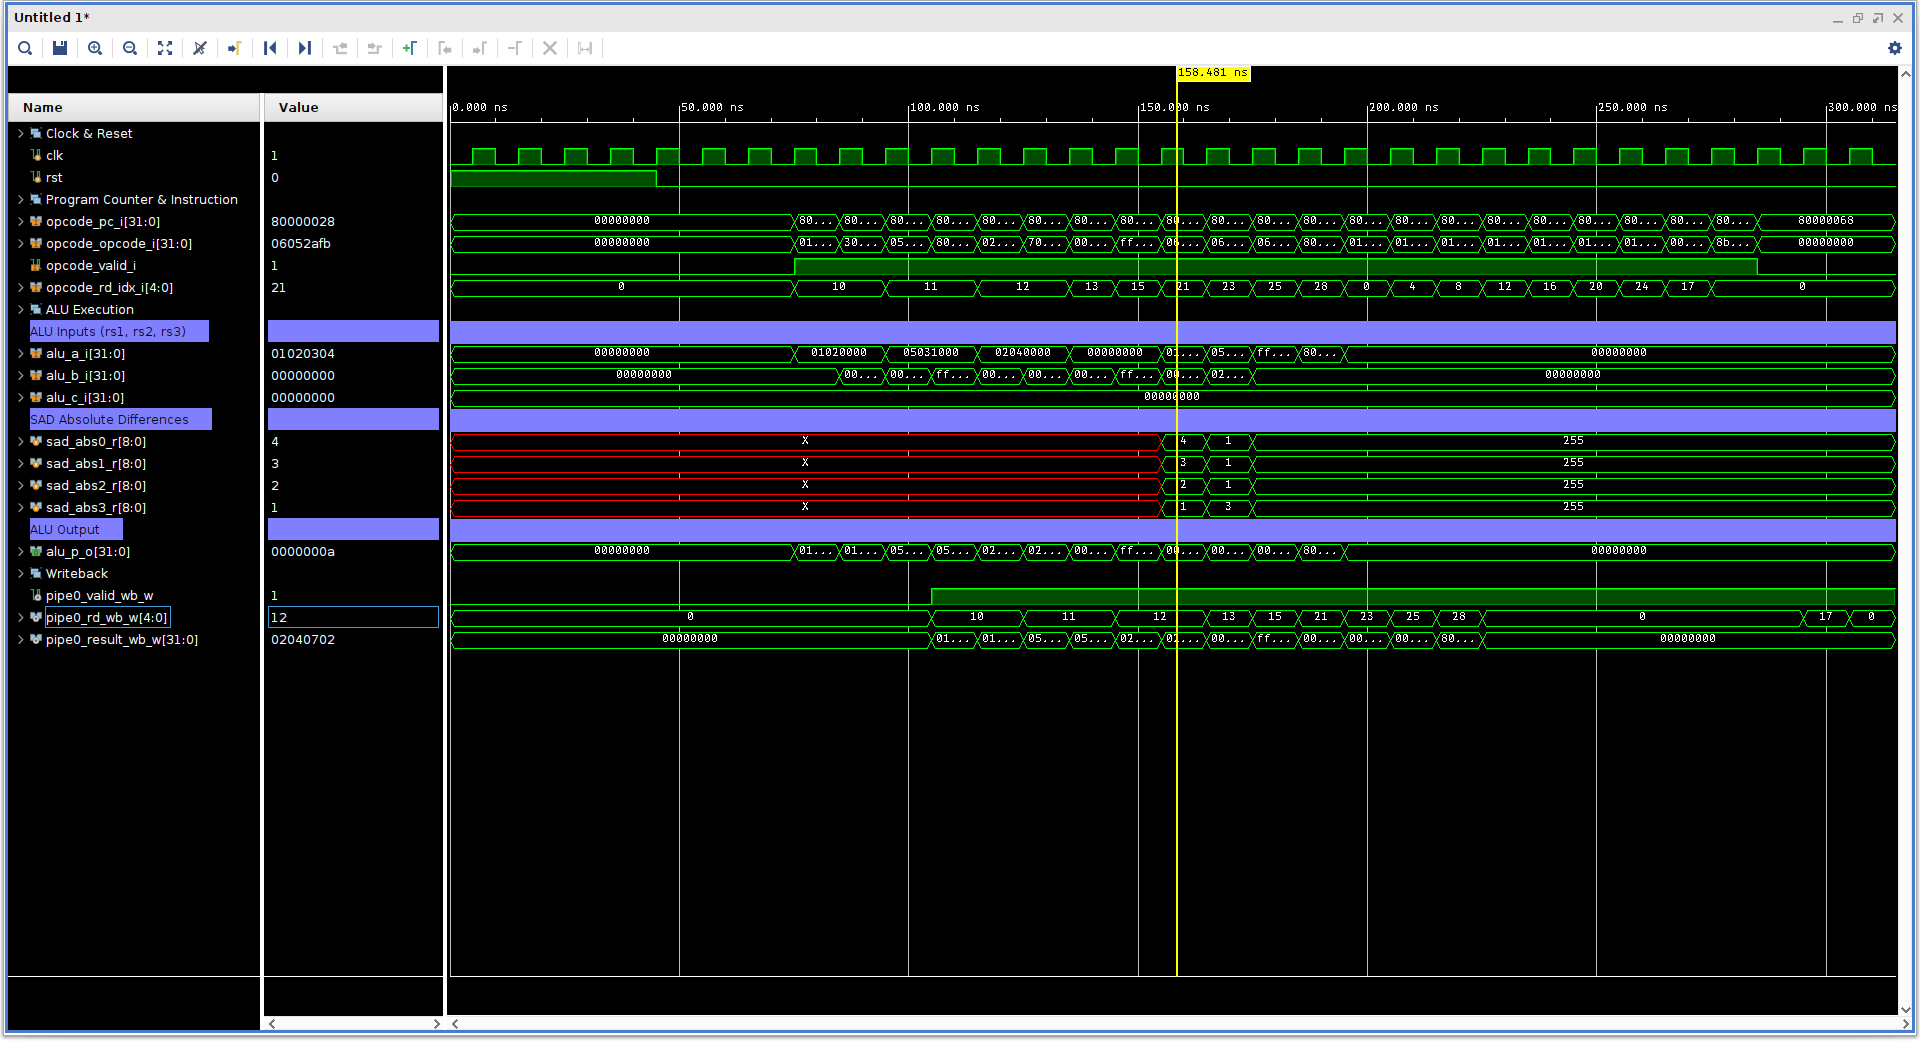 Untitled 1*
158.481 ns
Name Value 0.000 ns 50.000 ns 100.000 ns 150.000 ns 200.000 ns 250.000 ns 300.000 ns
Clock & Reset
clk 1
rst 0
Program Counter & Instruction
opcode_pc_i[31:0] 80000028 00000000 80... 80... 80... 80... 80... 80... 80... 80... 80... 80... 80... 80... 80... 80... 80... 80... 80... 80... 80... 80... 80... 80000068
opcode_opcode_i[31:0] 06052afb 00000000 01... 30... 05... 80... 02... 70... 00... ff... 06... 06... 06... 80... 01... 01... 01... 01... 01... 01... 01... 00... 8b... 00000000
opcode_valid_i 1
opcode_rd_idx_i[4:0] 21 0 10 11 12 13 15 21 23 25 28 0 4 8 12 16 20 24 17 0
ALU Execution
ALU Inputs (rs1, rs2, rs3)
alu_a_i[31:0] 01020304 00000000 01020000 05031000 02040000 00000000 01... 05... ff... 80... 00000000
alu_b_i[31:0] 00000000 00000000 00... 00... ff... 00... 00... 00... ff... 00... 02... 00000000
alu_c_i[31:0] 00000000 00000000
SAD Absolute Differences
sad_abs0_r[8:0] 4 X 4 1 255
sad_abs1_r[8:0] 3 X 3 1 255
sad_abs2_r[8:0] 2 X 2 1 255
sad_abs3_r[8:0] 1 X 1 3 255
ALU Output
alu_p_o[31:0] 0000000a 00000000 01... 01... 05... 05... 02... 02... 00... ff... 00... 00... 00... 80... 00000000
Writeback
pipe0_valid_wb_w 1
pipe0_rd_wb_w[4:0] 12 0 10 11 12 13 15 21 23 25 28 0 17 0
pipe0_result_wb_w[31:0] 02040702 00000000 01... 01... 05... 05... 02... 02... 00... ff... 00... 00... 00... 80... 00000000